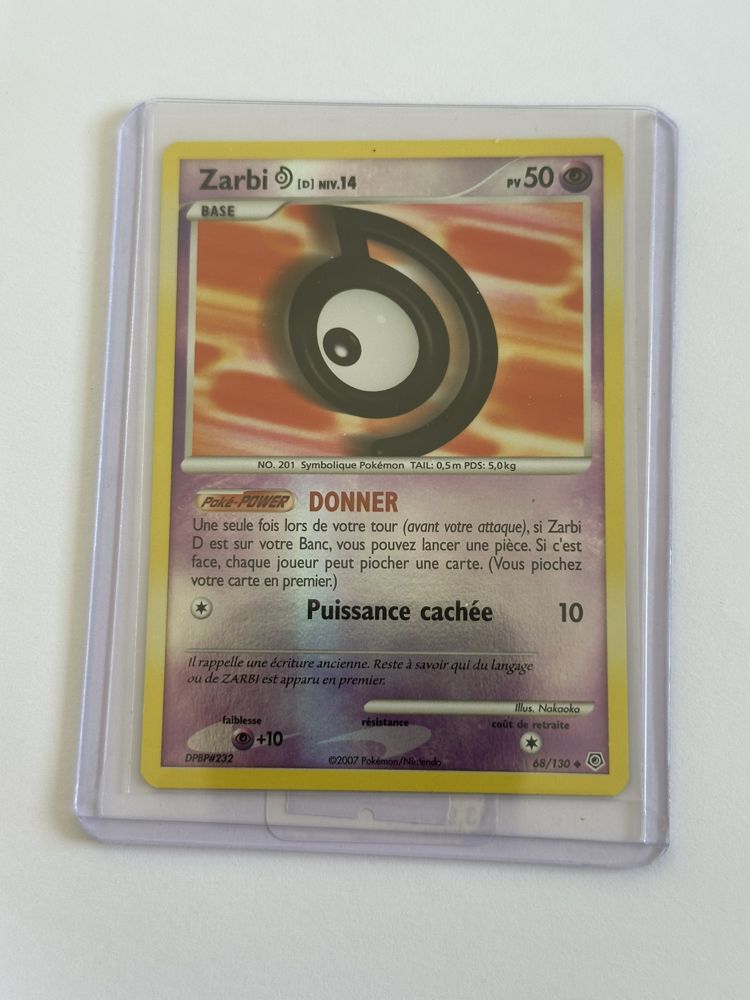 Zarbi [D] NIV.14 PV 50
BASE
NO. 201 Symbolique Pokémon TAIL: 0,5 m PDS: 5,0 kg
Poké-POWER DONNER
Une seule fois lors de votre tour (avant votre attaque), si Zarbi
D est sur votre Banc, vous pouvez lancer une pièce. Si c'est
face, chaque joueur peut piocher une carte. (Vous piochez
votre carte en premier.)
Puissance cachée 10
Il rappelle une écriture ancienne. Reste à savoir qui du langage
ou de ZARBI est apparu en premier.
Illus. Nakaoka
faiblesse résistance coût de retraite
+10
DPBP#232 ©2007 Pokémon/Nintendo 68/130